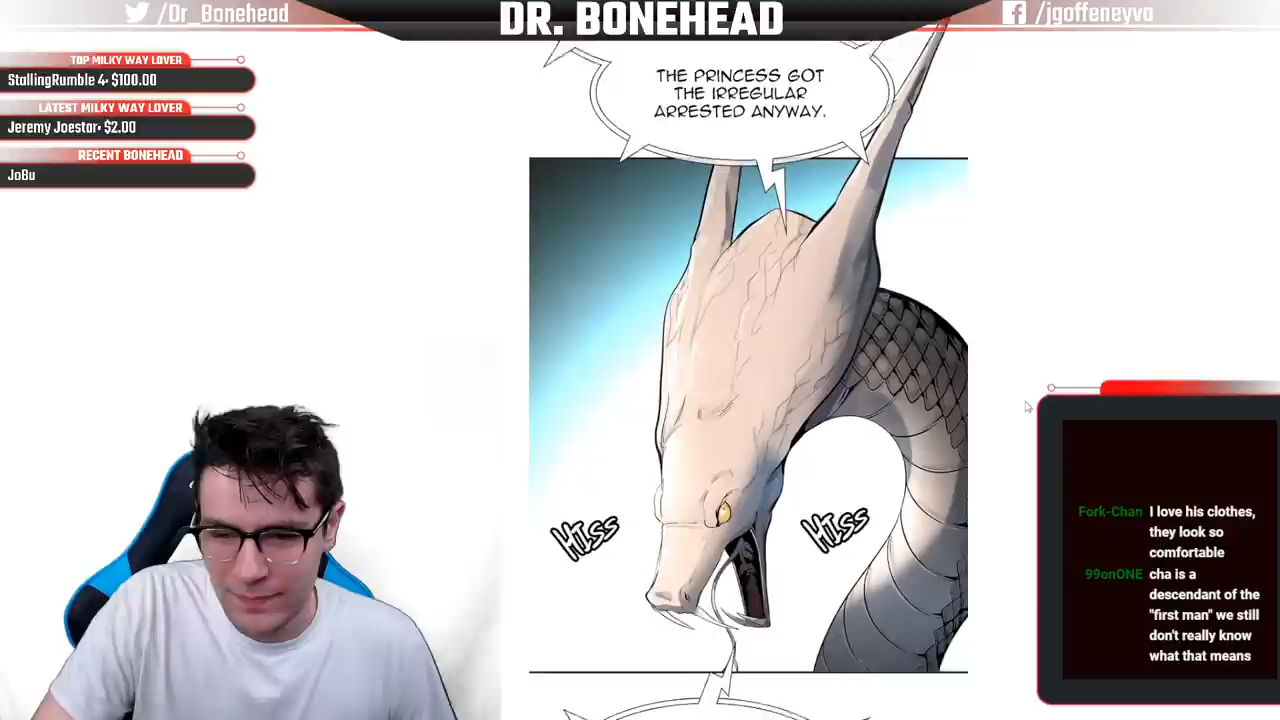 /Dr_Bonehead
DR. BONEHEAD
/jgoffeneyvo
TOP MILKY WAY LOVER
StallingRumble 4• $100.00
LATEST MILKY WAY LOVER
Jeremy Joestar• $2.00
RECENT BONEHEAD
JoBu
THE PRINCESS GOT
THE IRREGULAR
ARRESTED ANYWAY.
HISS
HISS
Fork-Chan I love his clothes,
they look so
comfortable
99onONE cha is a
descendant of the
"first man" we still
don't really know
what that means